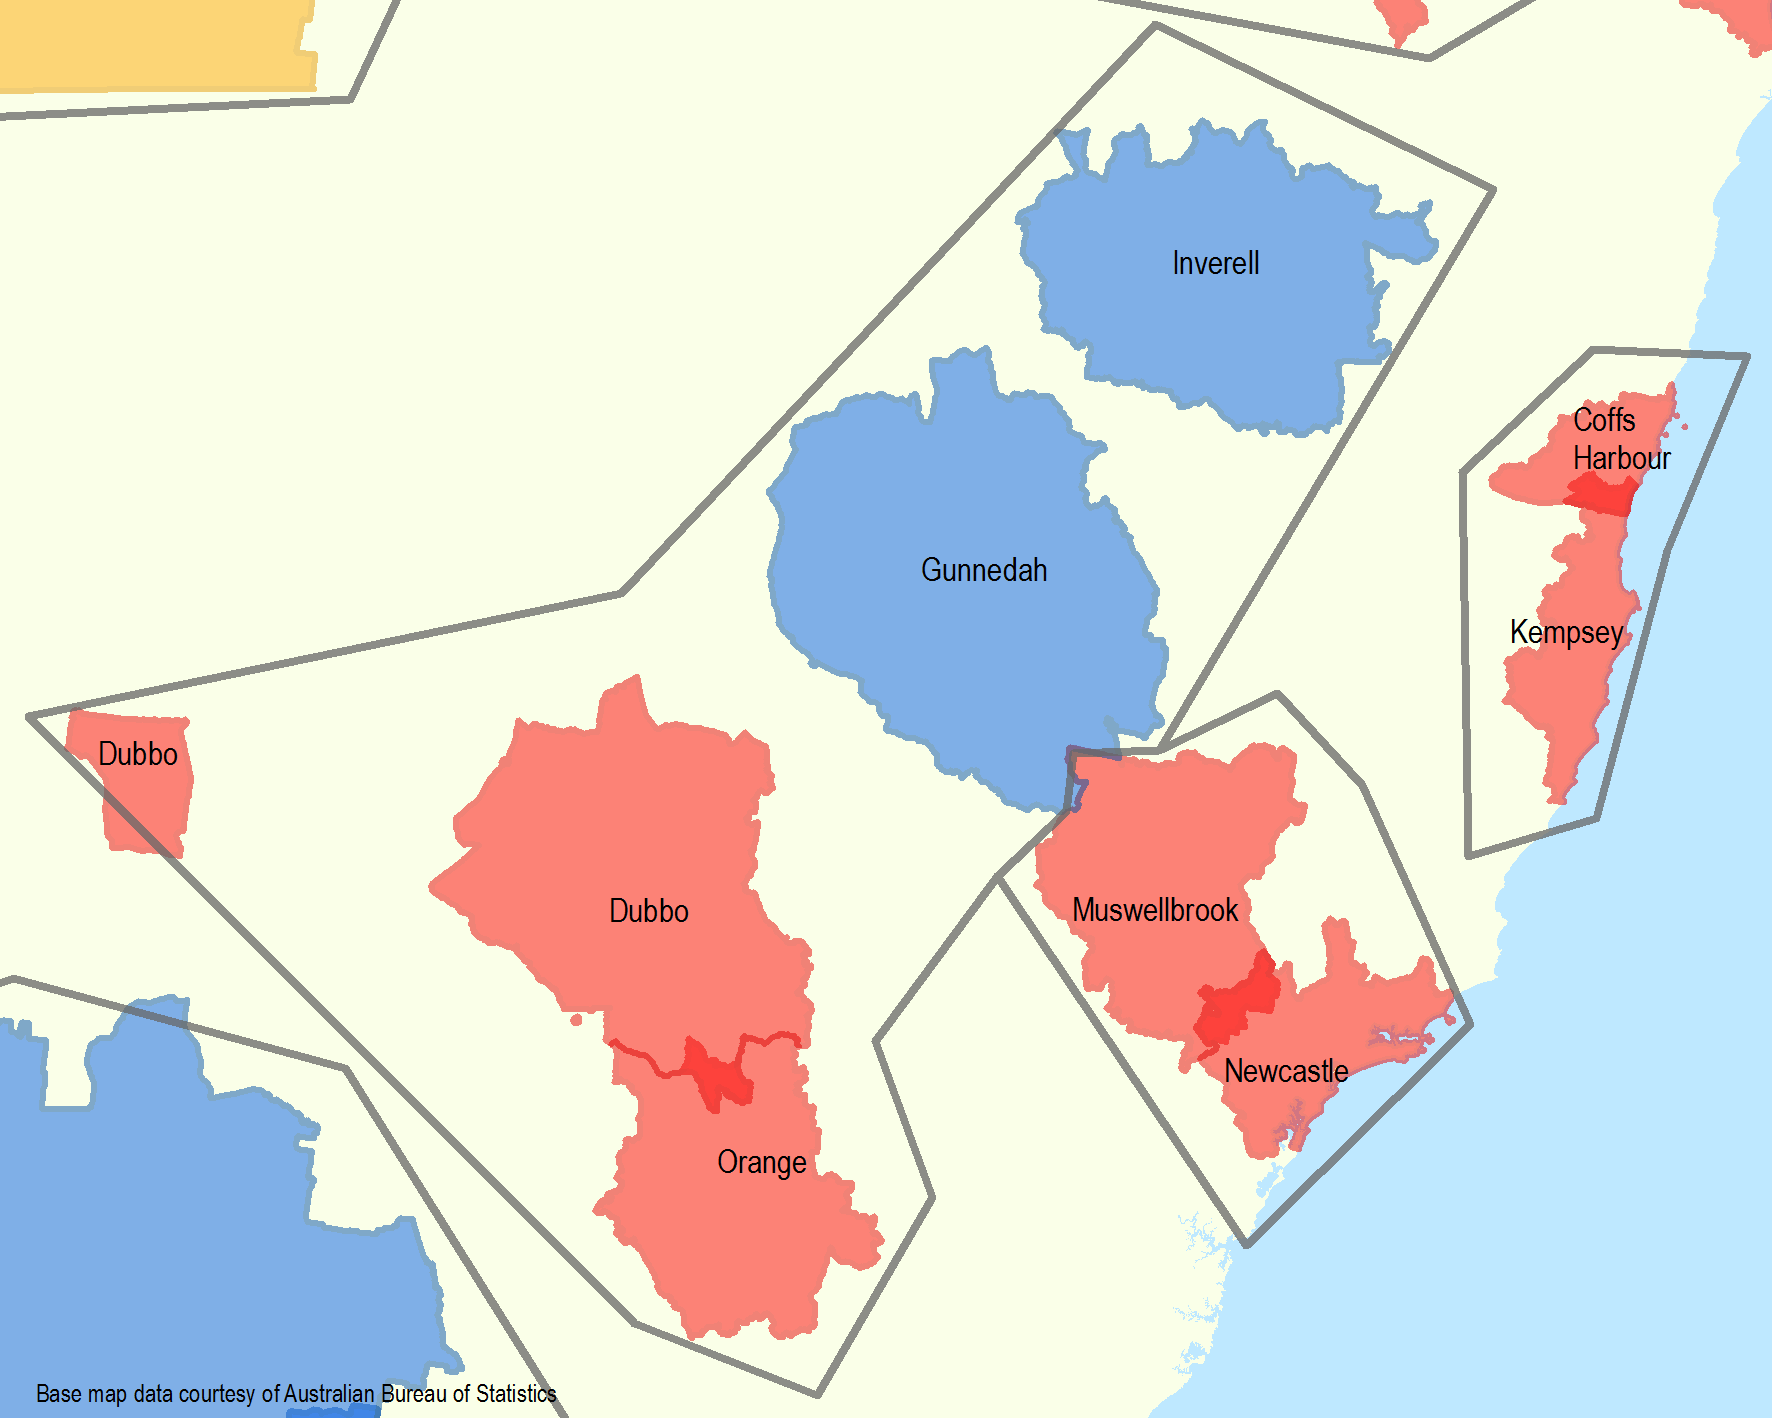 Inverell
Coffs
Harbour
Gunnedah
Kempsey
Dubbo
Dubbo
Muswellbrook
Newcastle
Orange
Base map data courtesy of Australian Bureau of Statistics